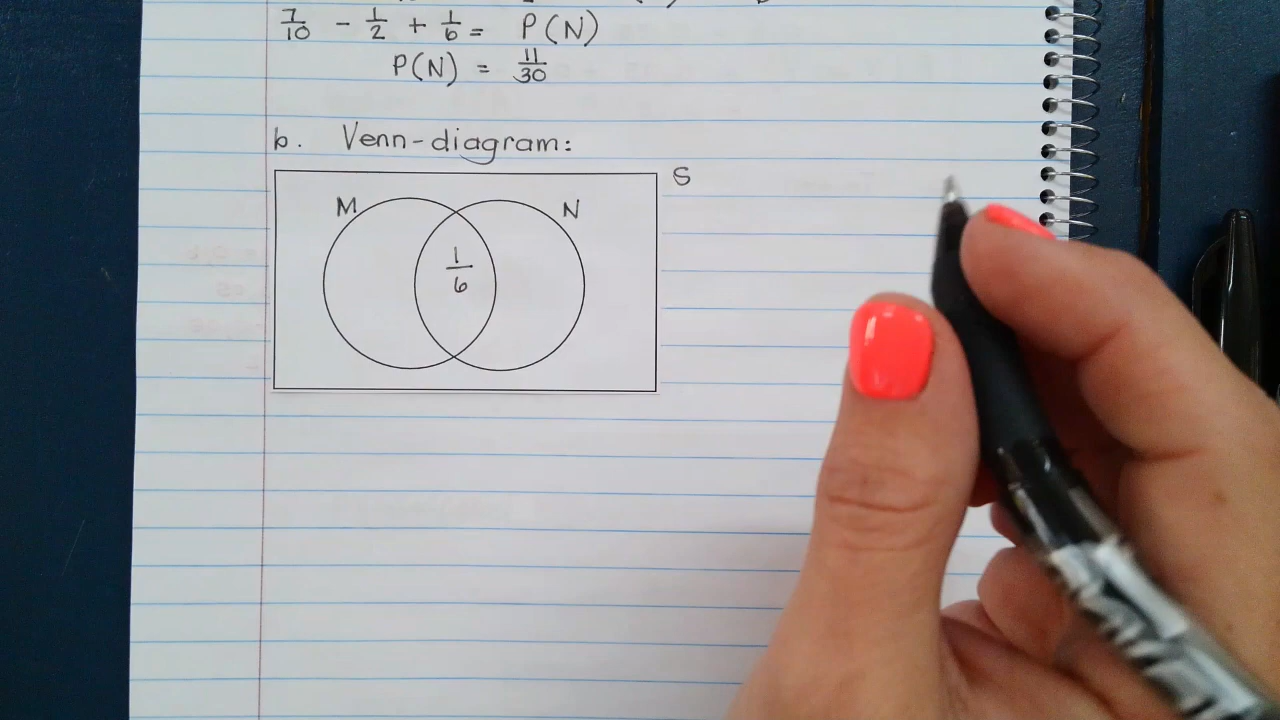 7/10 - 1/2 + 1/6 = P(N)
P(N) = 11/30
b. Venn-diagram:
S
M N
1/6